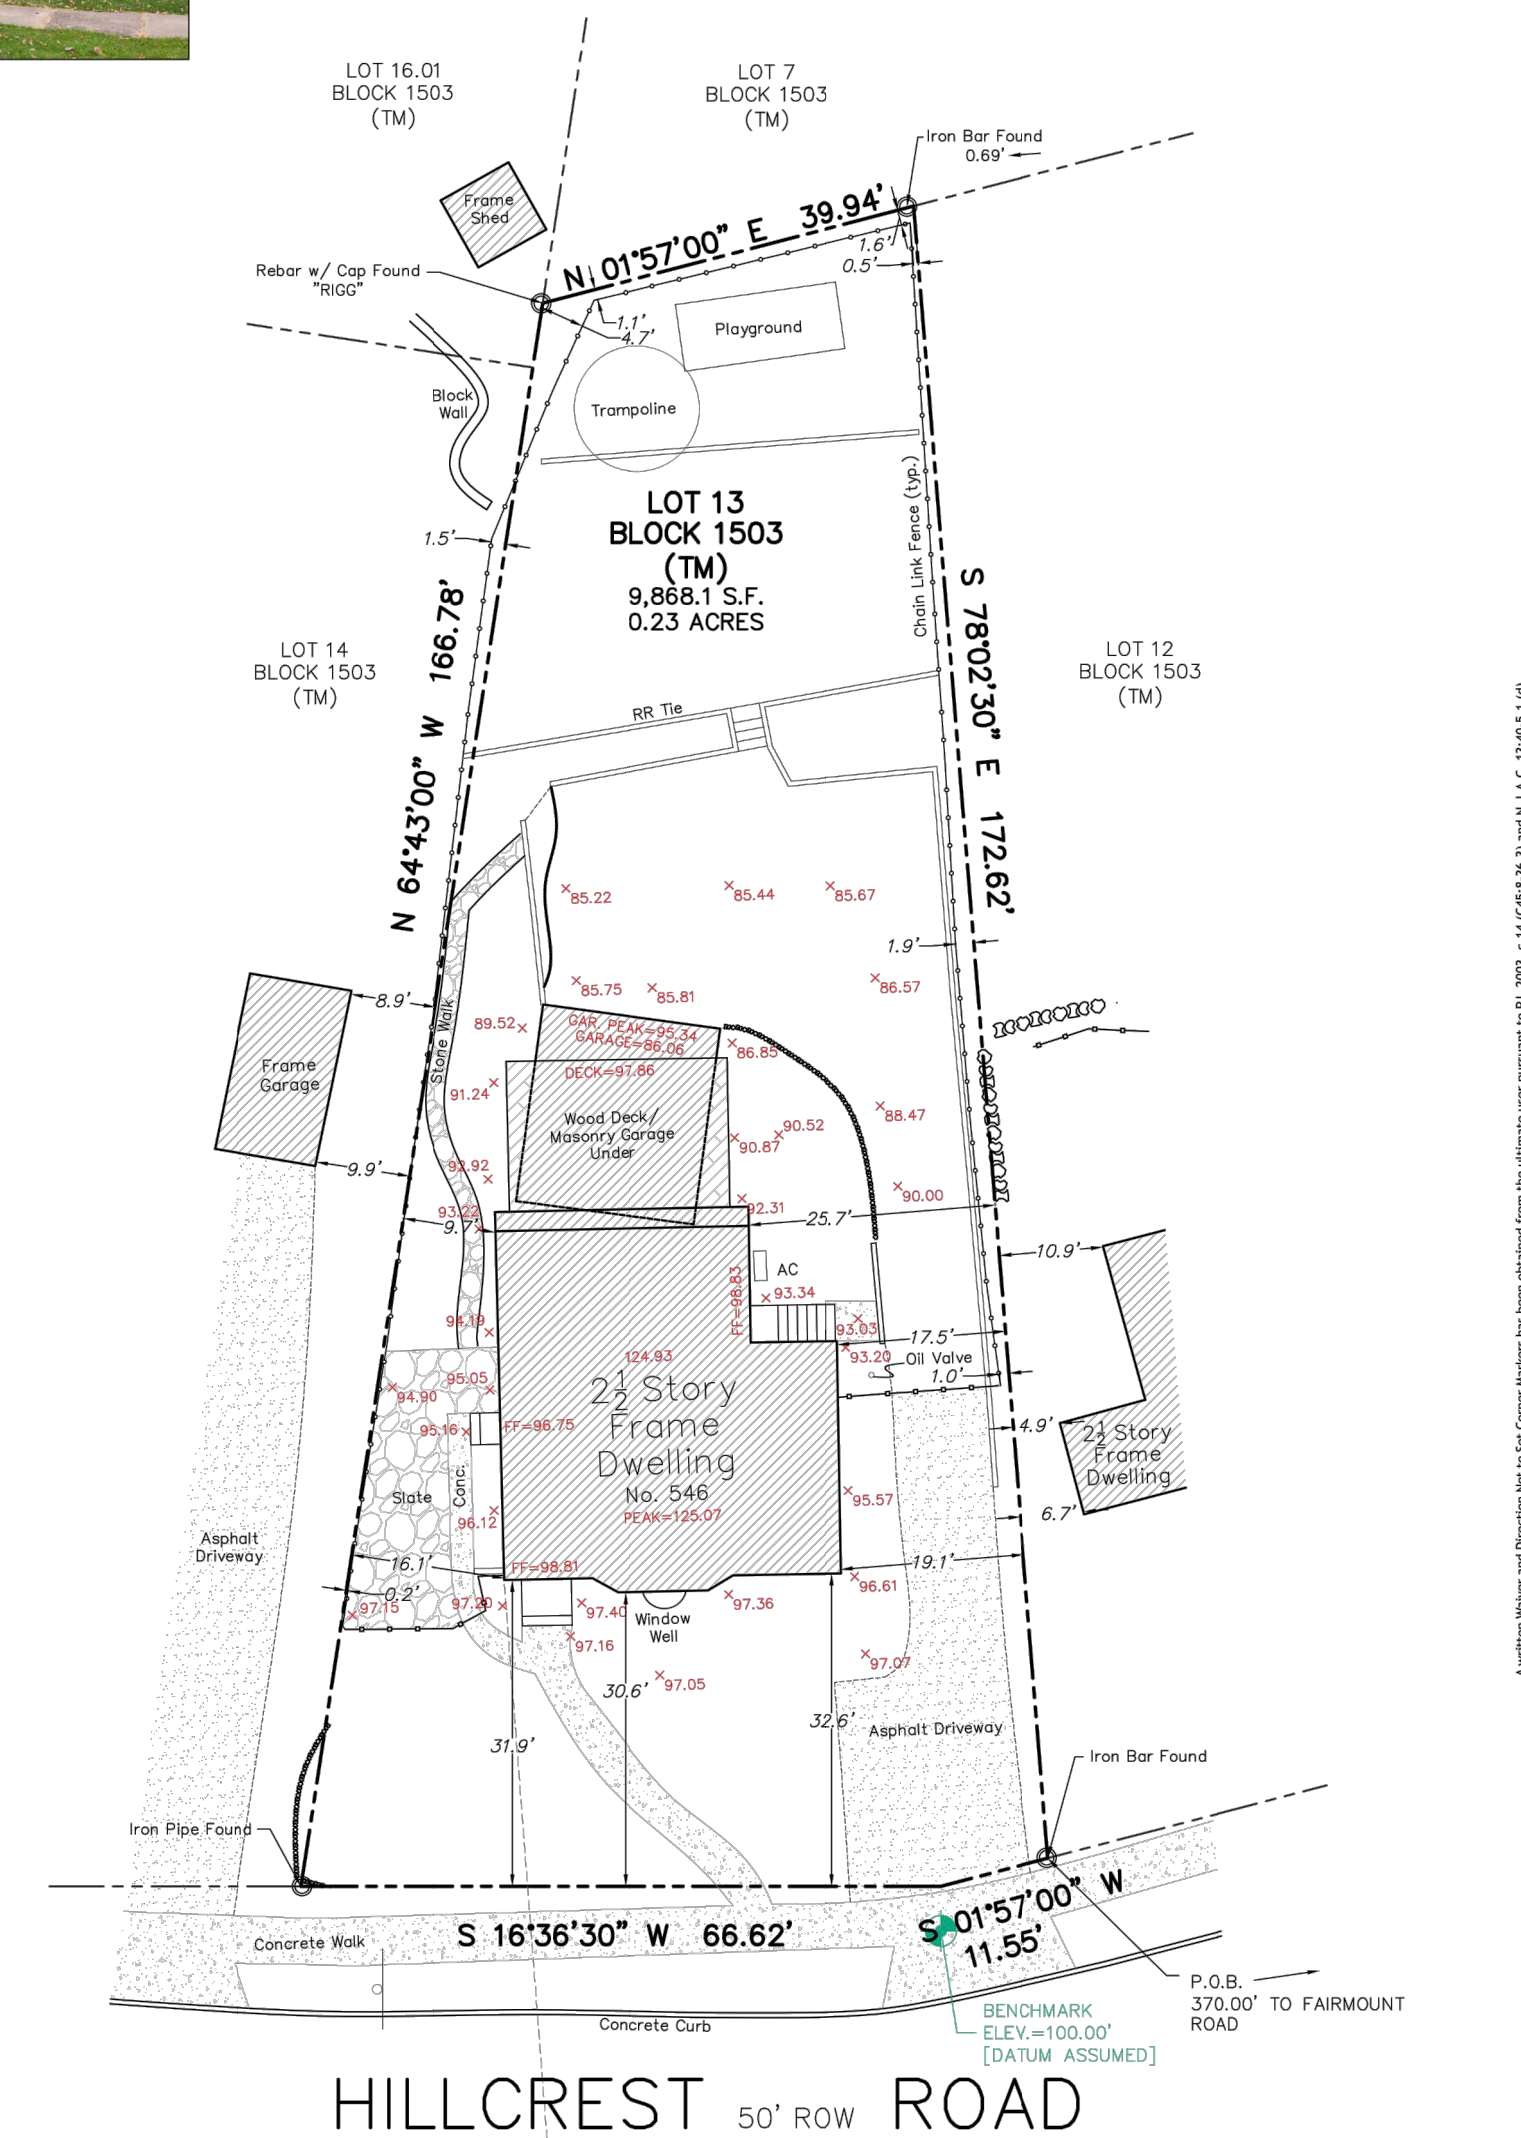 LOT 16.01
BLOCK 1503
(TM)
LOT 7
BLOCK 1503
(TM)
Iron Bar Found
0.69'
Frame
Shed
N 01°57'00" E 39.94'
1.6'
0.5'
Rebar w/ Cap Found
"RIGG"
1.1'
4.7'
Playground
Block
Wall
Trampoline
Chain Link Fence (typ.)
LOT 13
BLOCK 1503
(TM)
9,868.1 S.F.
0.23 ACRES
1.5'
N 64°43'00" W 166.78'
S 78°02'30" E 172.62'
LOT 14
BLOCK 1503
(TM)
LOT 12
BLOCK 1503
(TM)
RR Tie
85.22
85.44
85.67
1.9'
85.75
85.81
86.57
8.9'
Stone Walk
89.52
GAR. PEAK=95.34
GARAGE=86.06
86.85
Frame
Garage
DECK=97.86
91.24
88.47
Wood Deck/
Masonry Garage
Under
90.52
90.87
9.9'
92.92
90.00
92.31
93.22
9.7'
25.7'
10.9'
AC
FF=98.83
93.34
94.19
93.03
17.5'
124.93
93.20
Oil Valve
1.0'
95.05
94.90
2½ Story
Frame
Dwelling
No. 546
PEAK=125.07
95.16
FF=96.75
4.9'
2½ Story
Frame
Dwelling
Slate
Conc.
95.57
96.12
6.7'
Asphalt
Driveway
16.1'
FF=98.81
19.1'
0.2'
96.61
97.15
97.20
97.40
97.36
Window
Well
97.16
97.07
97.05
30.6'
32.6'
31.9'
Asphalt Driveway
Iron Bar Found
Iron Pipe Found
S 16°36'30" W 66.62'
S 01°57'00" W
11.55'
Concrete Walk
P.O.B.
370.00' TO FAIRMOUNT
ROAD
BENCHMARK
ELEV.=100.00'
[DATUM ASSUMED]
Concrete Curb
HILLCREST 50' ROW ROAD